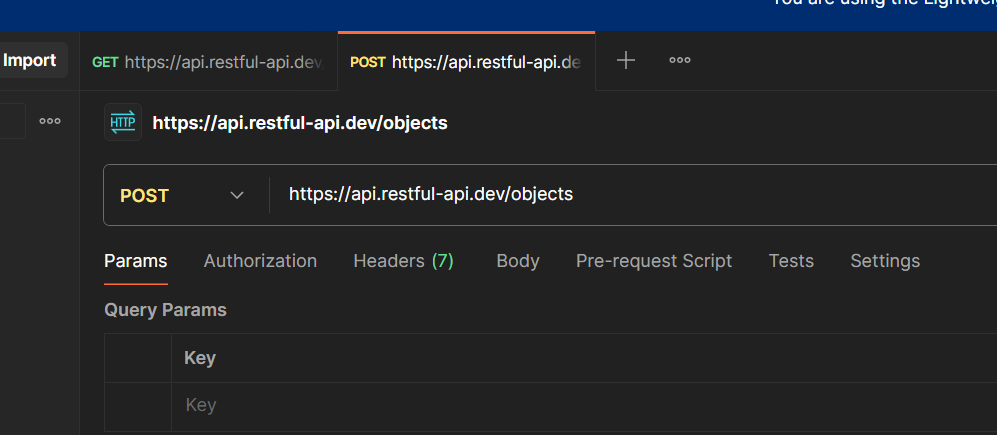 You are using the Lightwei
Import
GET https://api.restful-api.dev
POST https://api.restful-api.de
HTTP https://api.restful-api.dev/objects
POST https://api.restful-api.dev/objects
Params Authorization Headers (7) Body Pre-request Script Tests Settings
Query Params
Key
Key